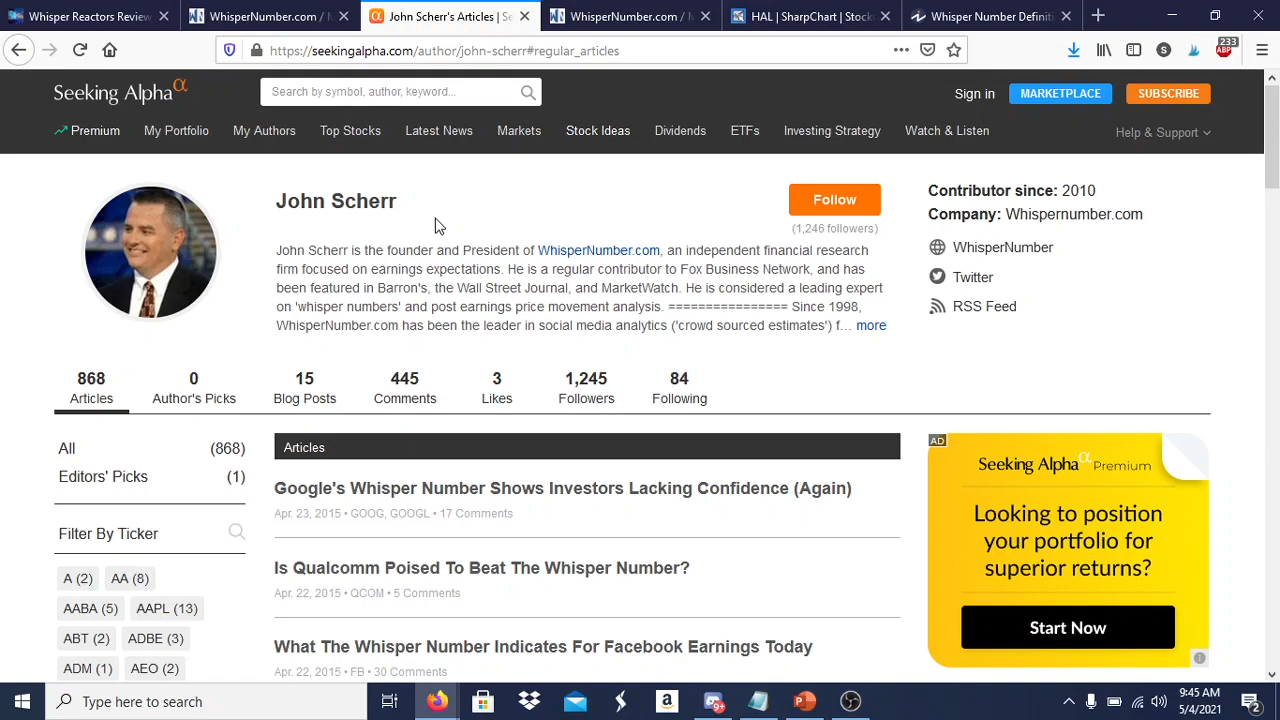 Whisper Reactors Review
WhisperNumber.com / M
John Scherr's Articles | Se
WhisperNumber.com / M
HAL | SharpChart | Stock
Whisper Number Definiti
https://seekingalpha.com/author/john-scherr#regular_articles
233
ABP
Seeking Alpha α
Search by symbol, author, keyword...
Sign in
MARKETPLACE
SUBSCRIBE
Premium
My Portfolio
My Authors
Top Stocks
Latest News
Markets
Stock Ideas
Dividends
ETFs
Investing Strategy
Watch & Listen
Help & Support
John Scherr
Follow
(1,246 followers)
John Scherr is the founder and President of WhisperNumber.com, an independent financial research
firm focused on earnings expectations. He is a regular contributor to Fox Business Network, and has
been featured in Barron's, the Wall Street Journal, and MarketWatch. He is considered a leading expert
on 'whisper numbers' and post earnings price movement analysis. ================ Since 1998,
WhisperNumber.com has been the leader in social media analytics ('crowd sourced estimates') f... more
Contributor since: 2010
Company: Whispernumber.com
WhisperNumber
Twitter
RSS Feed
868
Articles
0
Author's Picks
15
Blog Posts
445
Comments
3
Likes
1,245
Followers
84
Following
All (868)
Editors' Picks (1)
Filter By Ticker
A (2) AA (8)
AABA (5) AAPL (13)
ABT (2) ADBE (3)
ADM (1) AEO (2)
Articles
Google's Whisper Number Shows Investors Lacking Confidence (Again)
Apr. 23, 2015 • GOOG, GOOGL • 17 Comments
Is Qualcomm Poised To Beat The Whisper Number?
Apr. 22, 2015 • QCOM • 5 Comments
What The Whisper Number Indicates For Facebook Earnings Today
Apr. 22, 2015 • FB • 30 Comments
AD
Seeking Alpha α Premium
Looking to position
your portfolio for
superior returns?
Start Now
Type here to search
9+
9:45 AM
5/4/2021
2